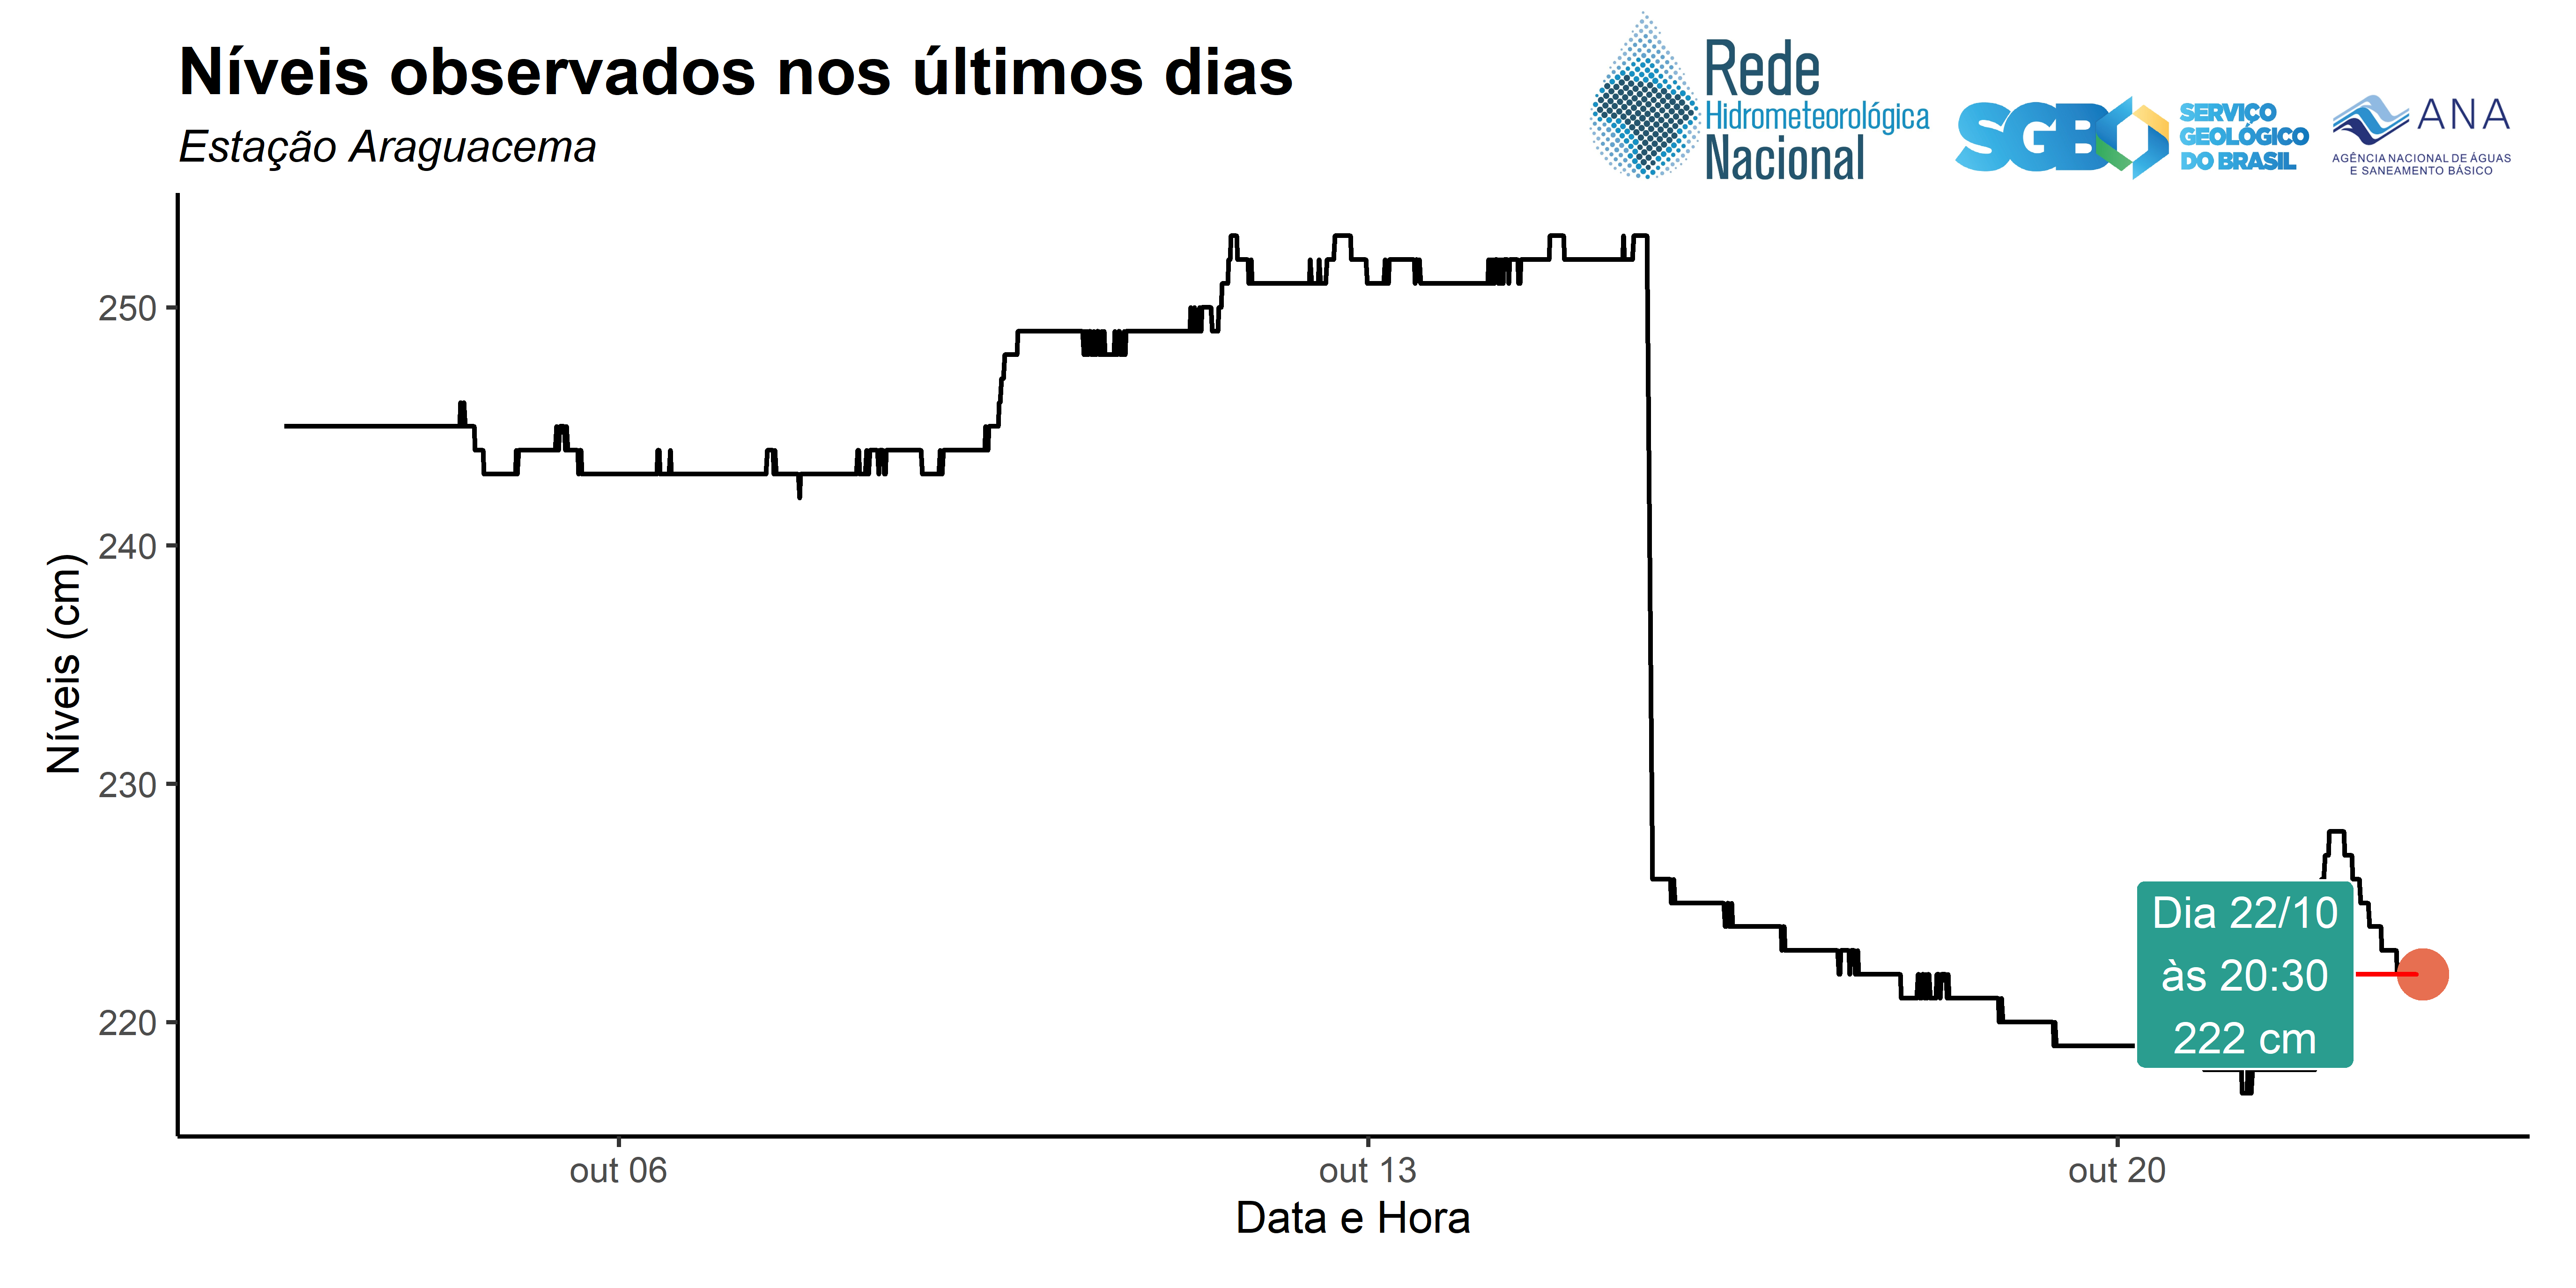 Níveis observados nos últimos dias
Estação Araguacema
Rede
Hidrometeorológica
Nacional
SGB
SERVIÇO
GEOLÓGICO
DO BRASIL
ANA
AGÊNCIA NACIONAL DE ÁGUAS
E SANEAMENTO BÁSICO
Níveis (cm)
250
240
230
220
Dia 22/10
às 20:30
222 cm
out 06
out 13
out 20
Data e Hora